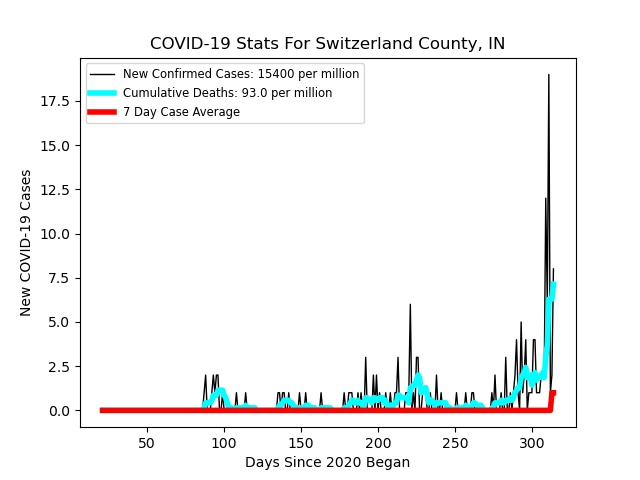 COVID-19 Stats For Switzerland County, IN
New Confirmed Cases: 15400 per million
Cumulative Deaths: 93.0 per million
7 Day Case Average
New COVID-19 Cases
17.5
15.0
12.5
10.0
7.5
5.0
2.5
0.0
50 100 150 200 250 300
Days Since 2020 Began